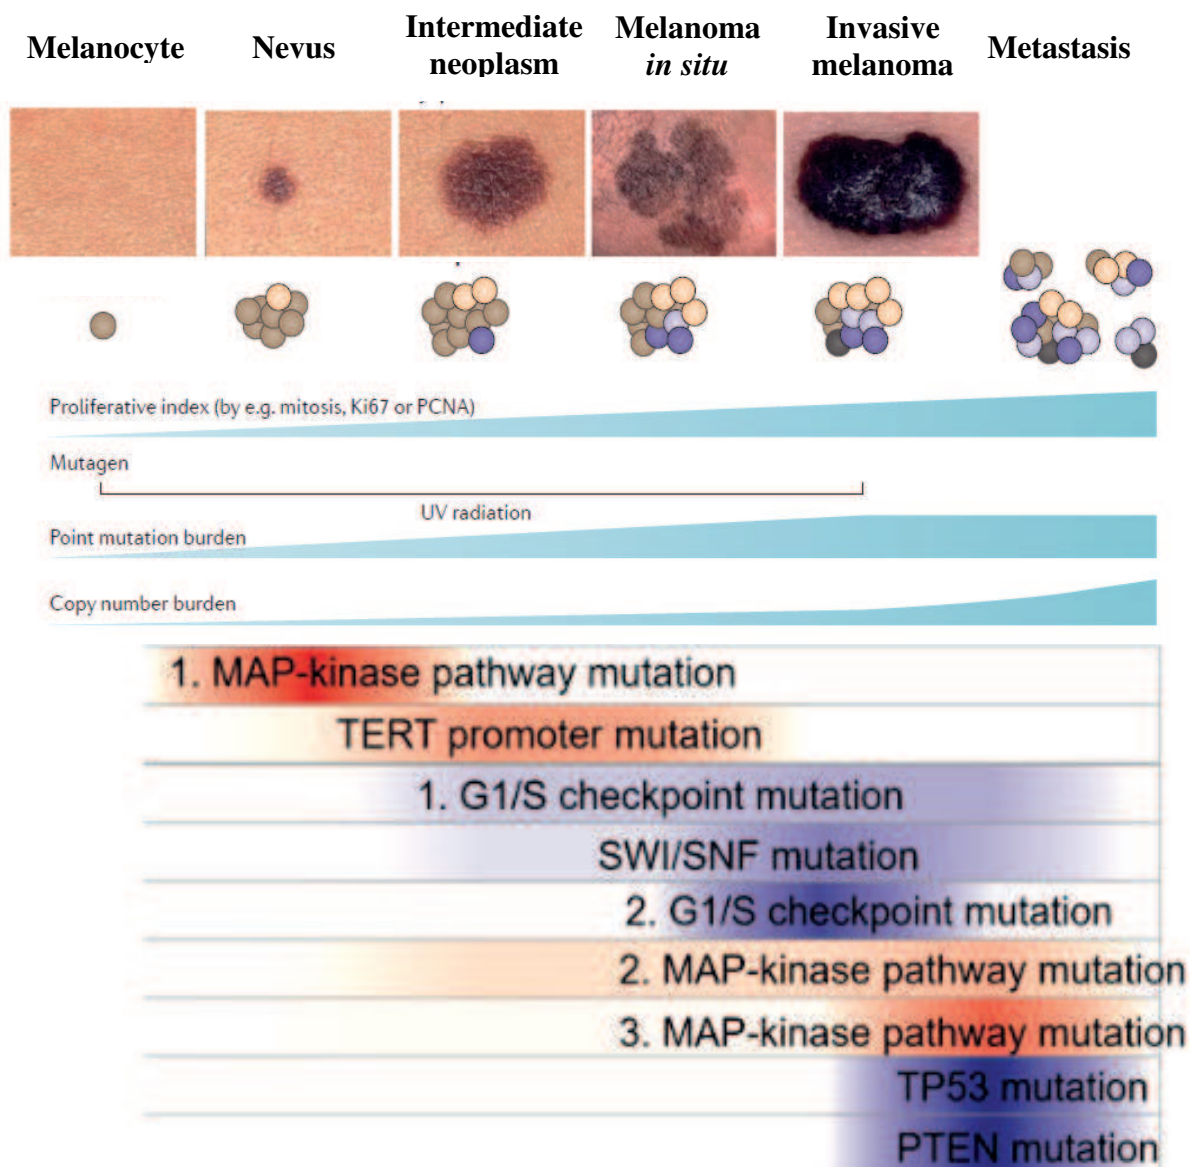 Melanocyte
Nevus
Intermediate
neoplasm
Melanoma
in situ
Invasive
melanoma
Metastasis
Proliferative index (by e.g. mitosis, Ki67 or PCNA)
Mutagen
UV radiation
Point mutation burden
Copy number burden
1. MAP-kinase pathway mutation
TERT promoter mutation
1. G1/S checkpoint mutation
SWI/SNF mutation
2. G1/S checkpoint mutation
2. MAP-kinase pathway mutation
3. MAP-kinase pathway mutation
TP53 mutation
PTEN mutation